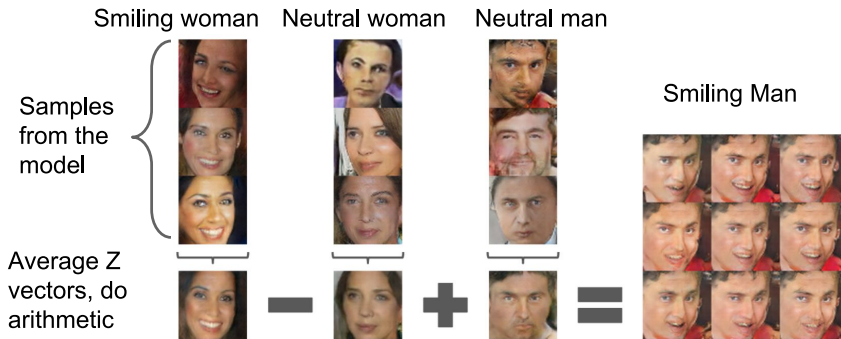 Smiling woman
Neutral woman
Neutral man
Samples
from the
model
Smiling Man
Average Z
vectors, do
arithmetic